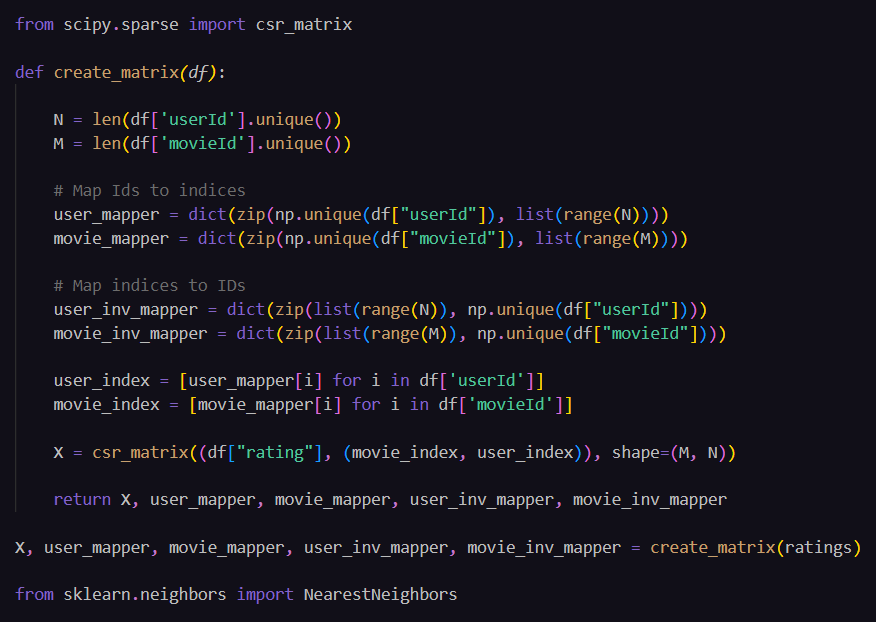 from scipy.sparse import csr_matrix
def create_matrix(df):
N = len(df['userId'].unique())
M = len(df['movieId'].unique())
# Map Ids to indices
user_mapper = dict(zip(np.unique(df["userId"]), list(range(N))))
movie_mapper = dict(zip(np.unique(df["movieId"]), list(range(M))))
# Map indices to IDs
user_inv_mapper = dict(zip(list(range(N)), np.unique(df["userId"])))
movie_inv_mapper = dict(zip(list(range(M)), np.unique(df["movieId"])))
user_index = [user_mapper[i] for i in df['userId']]
movie_index = [movie_mapper[i] for i in df['movieId']]
X = csr_matrix((df["rating"], (movie_index, user_index)), shape=(M, N))
return X, user_mapper, movie_mapper, user_inv_mapper, movie_inv_mapper
X, user_mapper, movie_mapper, user_inv_mapper, movie_inv_mapper = create_matrix(ratings)
from sklearn.neighbors import NearestNeighbors